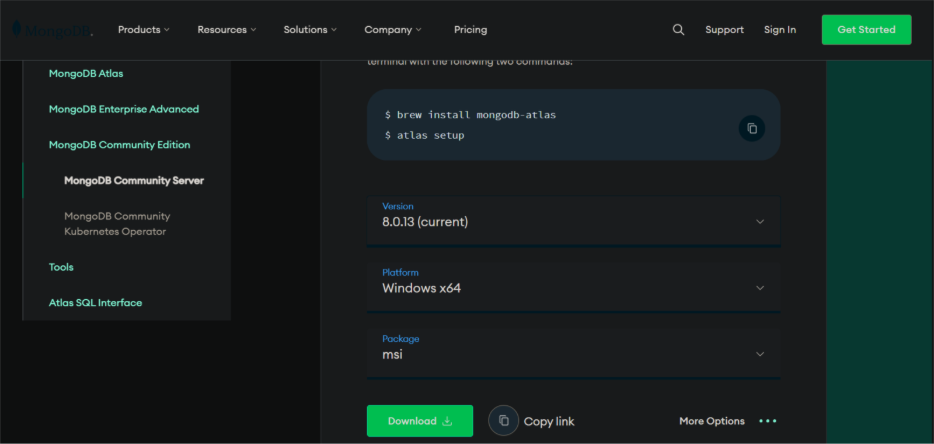 MongoDB.
Products
Resources
Solutions
Company
Pricing
Support
Sign In
Get Started
MongoDB Atlas
MongoDB Enterprise Advanced
MongoDB Community Edition
MongoDB Community Server
MongoDB Community
Kubernetes Operator
Tools
Atlas SQL Interface
terminal with the following two commands:
$ brew install mongodb-atlas
$ atlas setup
Version
8.0.13 (current)
Platform
Windows x64
Package
msi
Download
Copy link
More Options